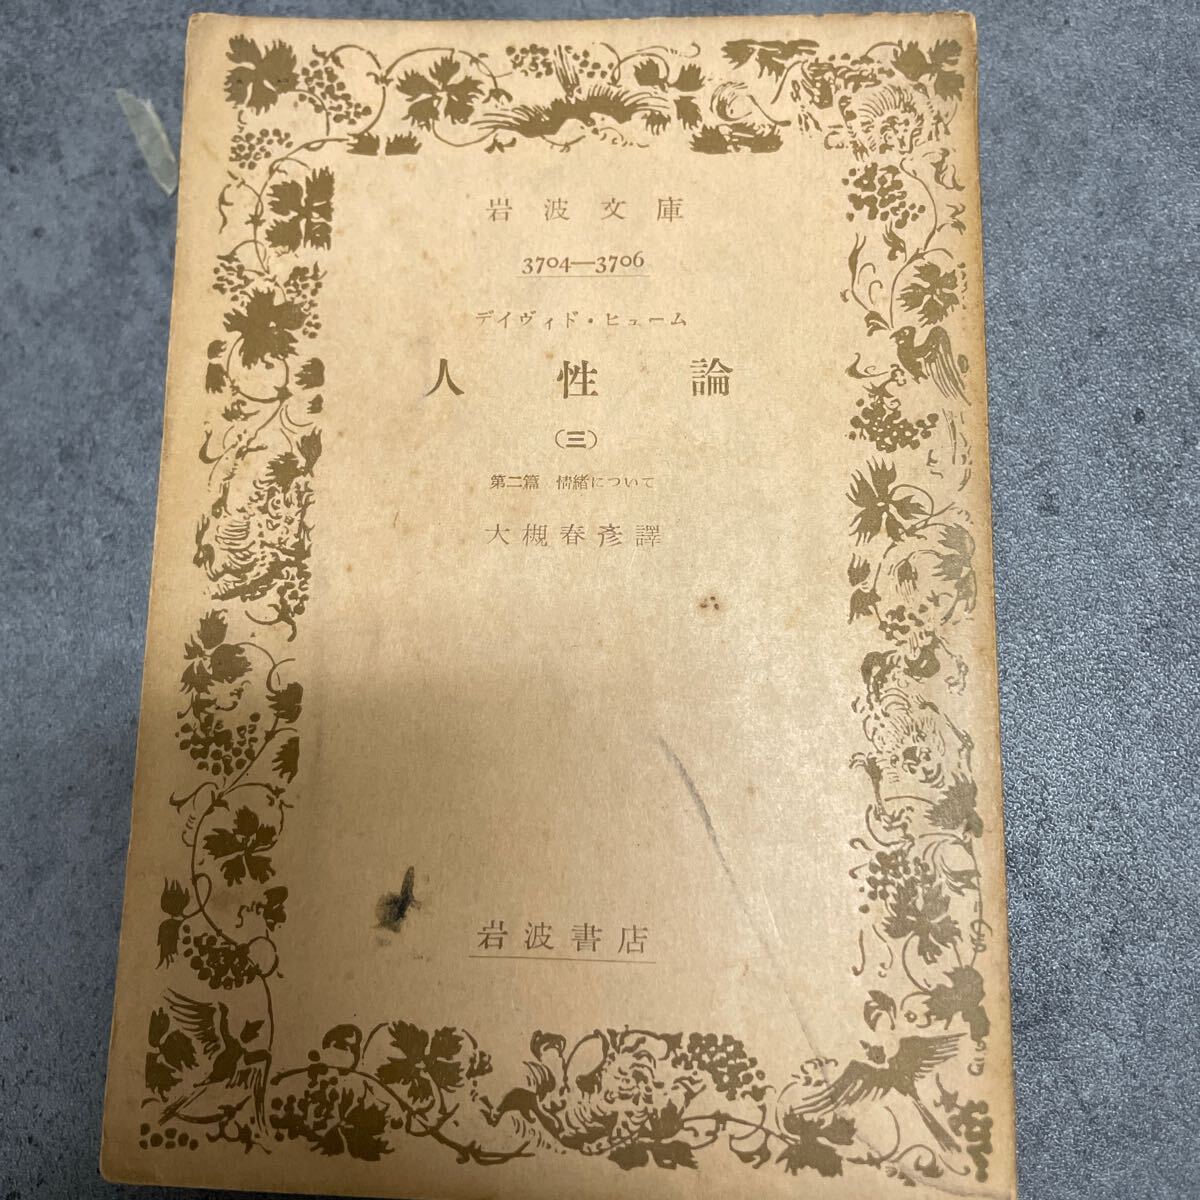 岩波文庫
3704—3706
デイヴィド・ヒューム
人性論
(三)
第二篇 情緒について
大槻春彥譯
岩波書店